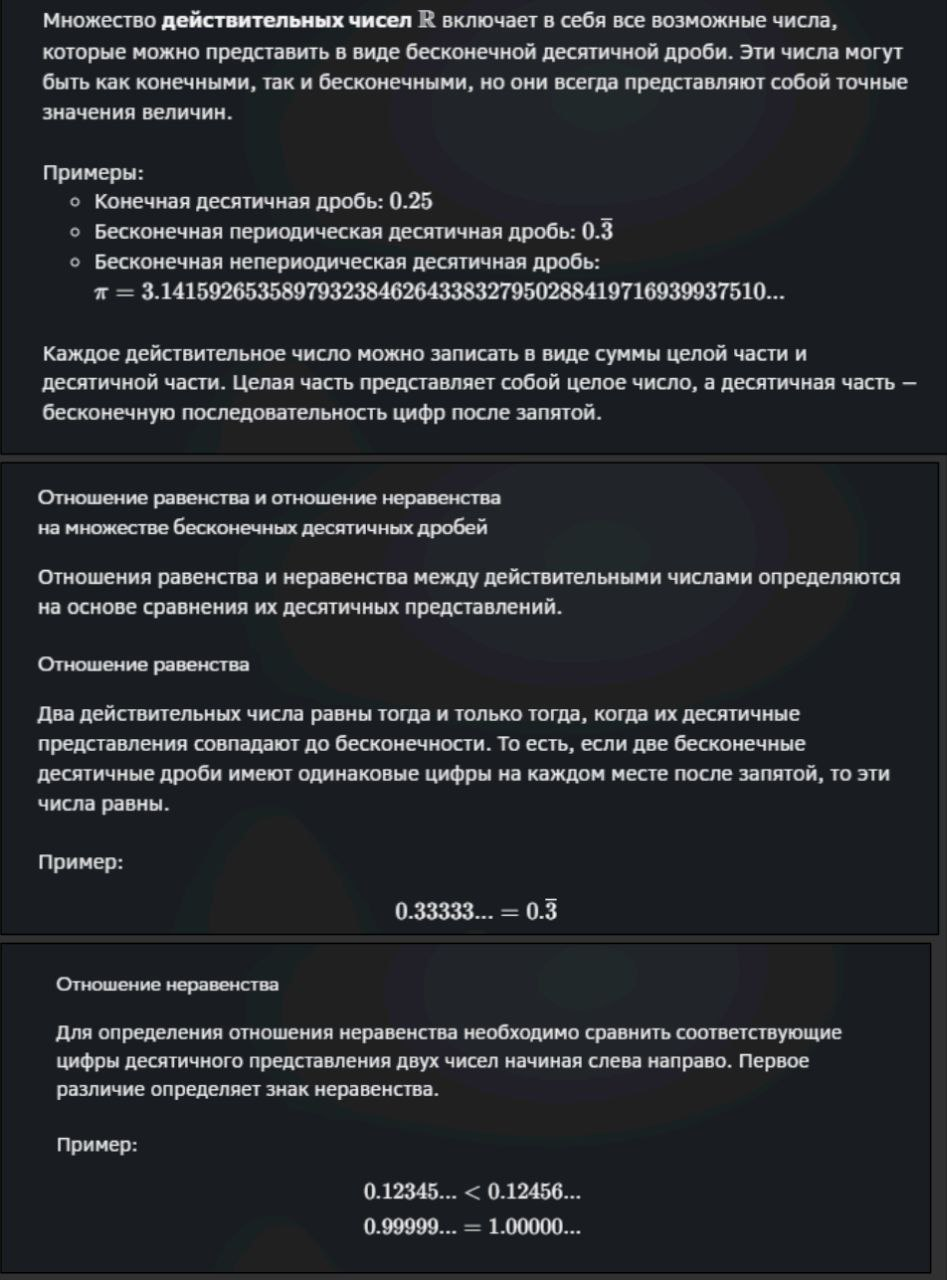 Множество действительных чисел ℝ включает в себя все возможные числа,
которые можно представить в виде бесконечной десятичной дроби. Эти числа могут
быть как конечными, так и бесконечными, но они всегда представляют собой точные
значения величин.
Примеры:
◦ Конечная десятичная дробь: 0.25
◦ Бесконечная периодическая десятичная дробь: 0.3̅
◦ Бесконечная непериодическая десятичная дробь:
π = 3.14159265358979323846264338327950288419716939937510...
Каждое действительное число можно записать в виде суммы целой части и
десятичной части. Целая часть представляет собой целое число, а десятичная часть —
бесконечную последовательность цифр после запятой.
Отношение равенства и отношение неравенства
на множестве бесконечных десятичных дробей
Отношения равенства и неравенства между действительными числами определяются
на основе сравнения их десятичных представлений.
Отношение равенства
Два действительных числа равны тогда и только тогда, когда их десятичные
представления совпадают до бесконечности. То есть, если две бесконечные
десятичные дроби имеют одинаковые цифры на каждом месте после запятой, то эти
числа равны.
Пример:
0.33333... = 0.3̅
Отношение неравенства
Для определения отношения неравенства необходимо сравнить соответствующие
цифры десятичного представления двух чисел начиная слева направо. Первое
различие определяет знак неравенства.
Пример:
0.12345... < 0.12456...
0.99999... = 1.00000...